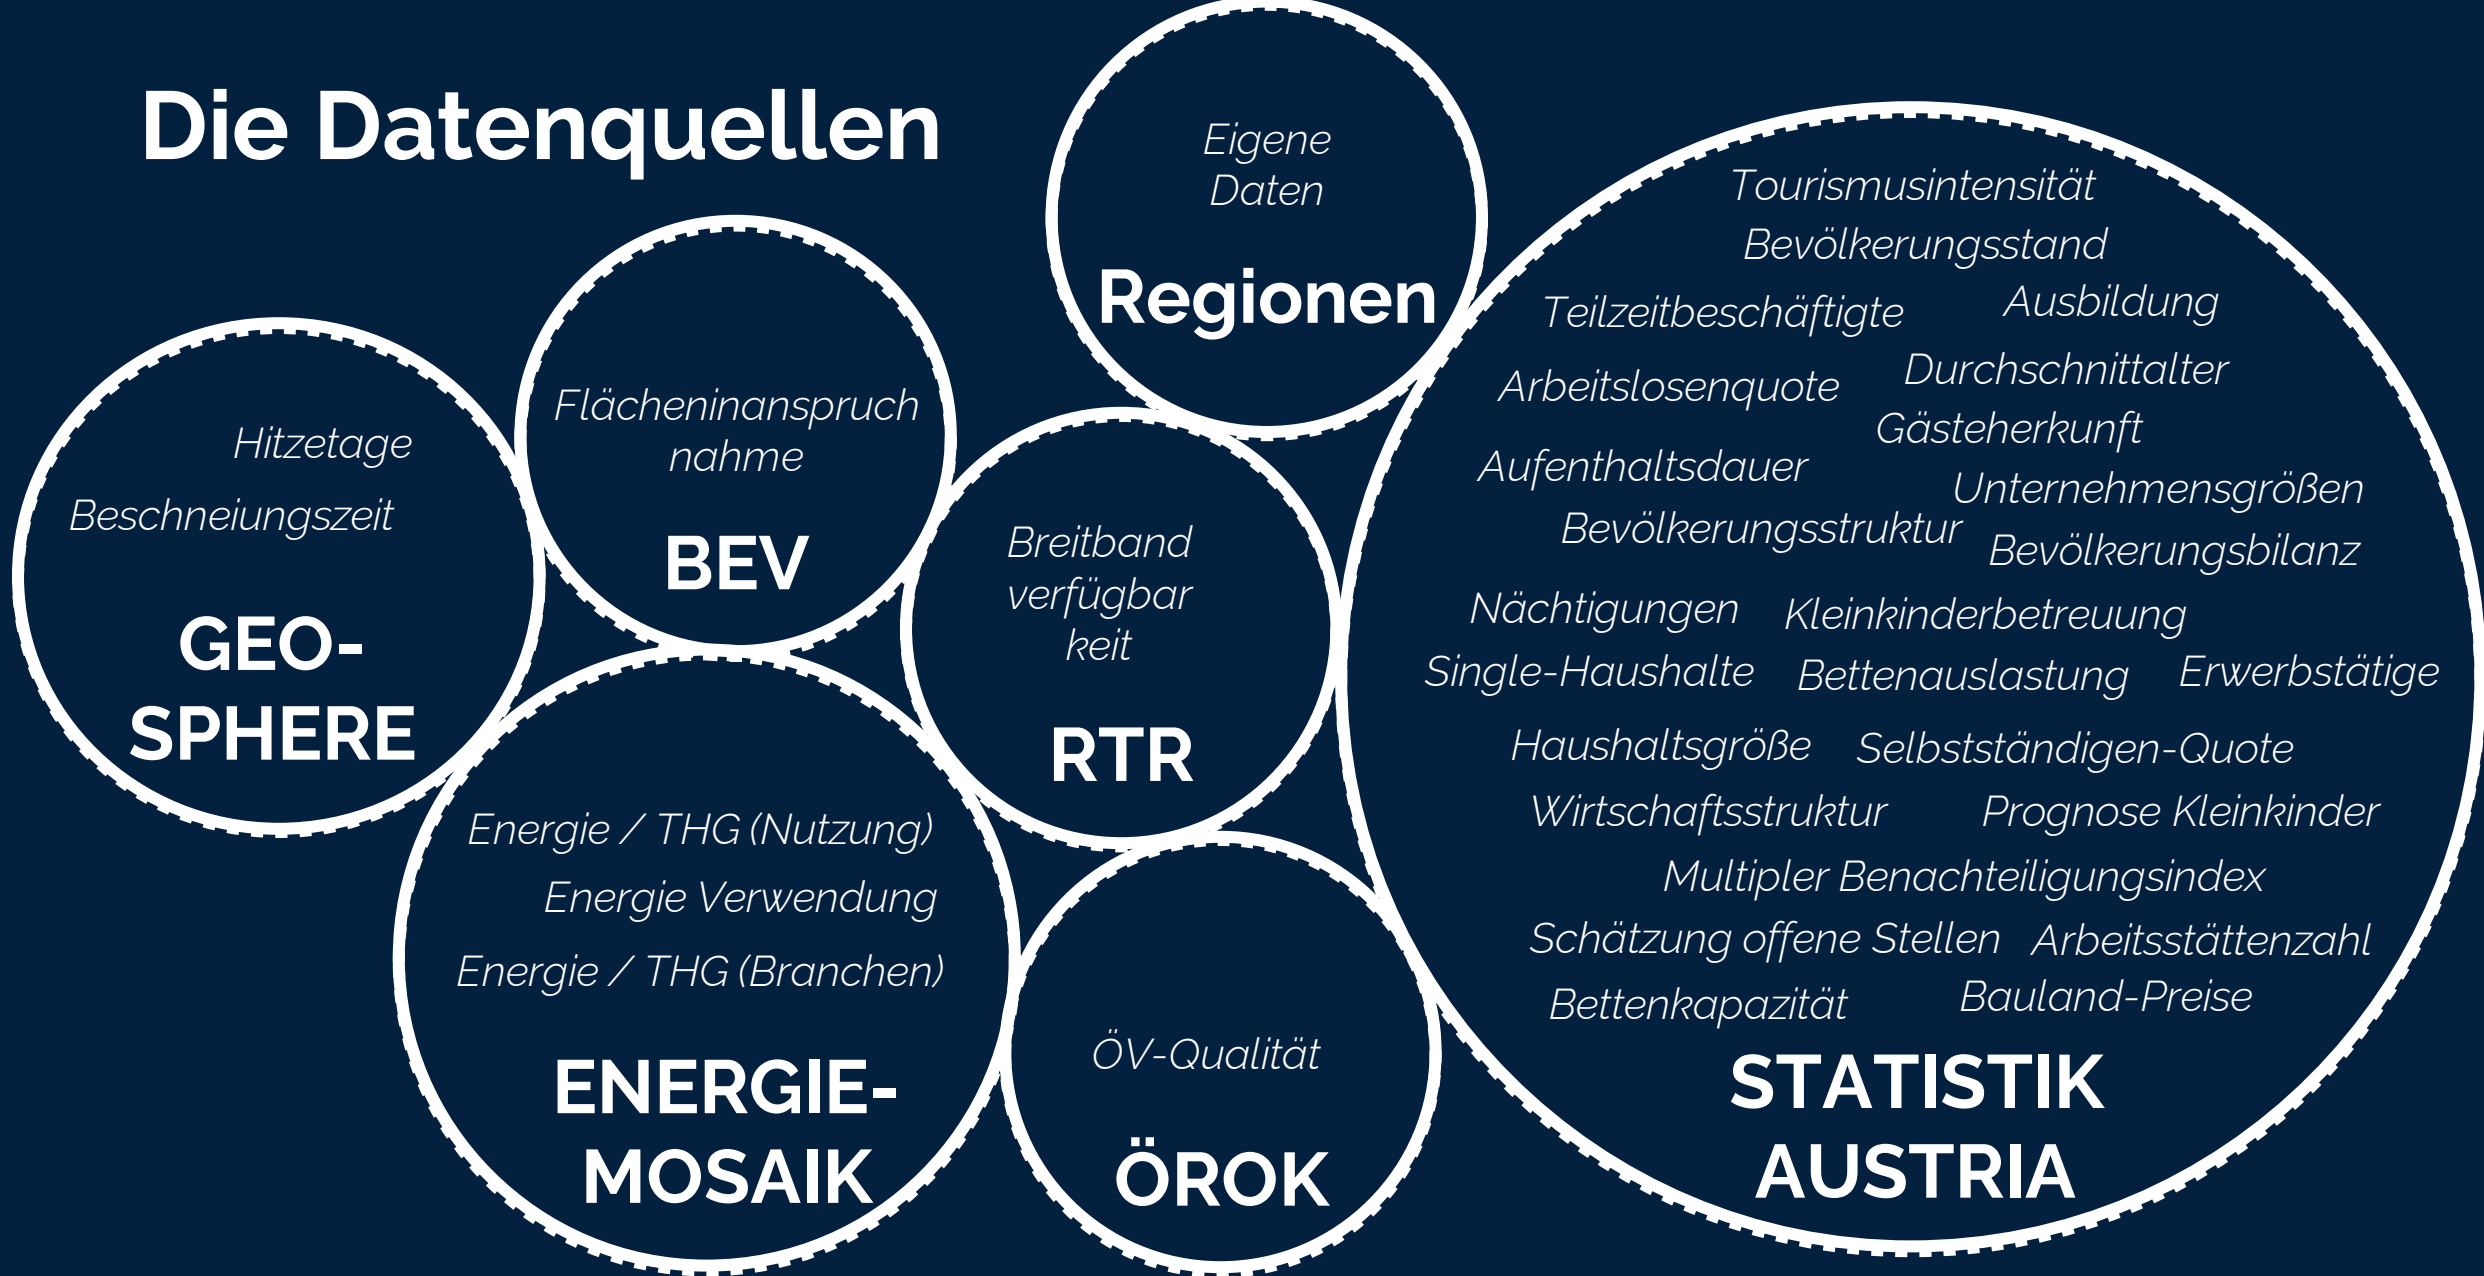 Die Datenquellen
Eigene
Daten
Regionen
Flächeninanspruch
nahme
BEV
Hitzetage
Beschneiungszeit
GEO-
SPHERE
Breitband
verfügbar
keit
RTR
Energie / THG (Nutzung)
Energie Verwendung
Energie / THG (Branchen)
ENERGIE-
MOSAIK
ÖV-Qualität
ÖROK
Tourismusintensität
Bevölkerungsstand
Teilzeitbeschäftigte
Ausbildung
Arbeitslosenquote
Durchschnittalter
Gästeherkunft
Aufenthaltsdauer
Unternehmensgrößen
Bevölkerungsstruktur
Bevölkerungsbilanz
Nächtigungen
Kleinkinderbetreuung
Single-Haushalte
Bettenauslastung
Erwerbstätige
Haushaltsgröße
Selbstständigen-Quote
Wirtschaftsstruktur
Prognose Kleinkinder
Multipler Benachteiligungsindex
Schätzung offene Stellen
Arbeitsstättenzahl
Bettenkapazität
Bauland-Preise
STATISTIK
AUSTRIA